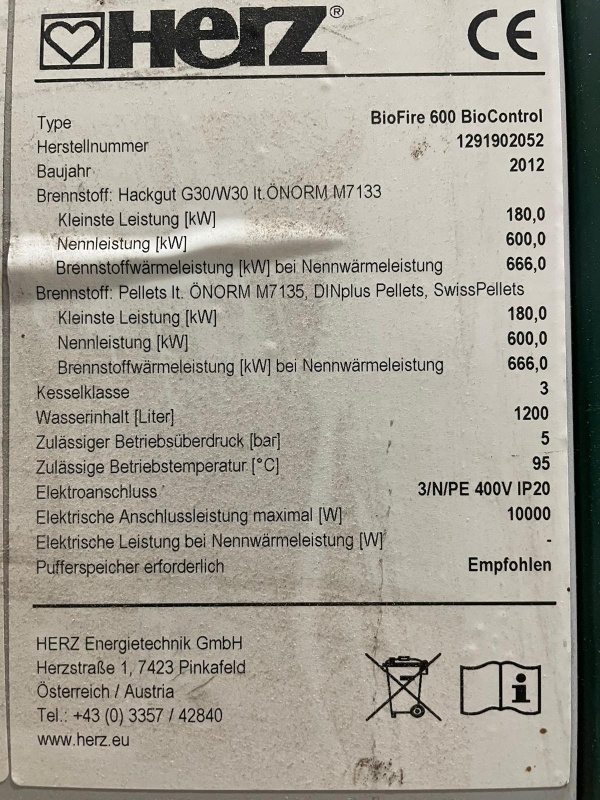 Herz®
CE
Type BioFire 600 BioControl
Herstellnummer 1291902052
Baujahr 2012
Brennstoff: Hackgut G30/W30 lt.ÖNORM M7133
Kleinste Leistung [kW] 180,0
Nennleistung [kW] 600,0
Brennstoffwärmeleistung [kW] bei Nennwärmeleistung 666,0
Brennstoff: Pellets lt. ÖNORM M7135, DINplus Pellets, SwissPellets
Kleinste Leistung [kW] 180,0
Nennleistung [kW] 600,0
Brennstoffwärmeleistung [kW] bei Nennwärmeleistung 666,0
Kesselklasse 3
Wasserinhalt [Liter] 1200
Zulässiger Betriebsüberdruck [bar] 5
Zulässige Betriebstemperatur [°C] 95
Elektroanschluss 3/N/PE 400V IP20
Elektrische Anschlussleistung maximal [W] 10000
Elektrische Leistung bei Nennwärmeleistung [W] -
Pufferspeicher erforderlich Empfohlen
HERZ Energietechnik GmbH
Herzstraße 1, 7423 Pinkafeld
Österreich / Austria
Tel.: +43 (0) 3357 / 42840
www.herz.eu